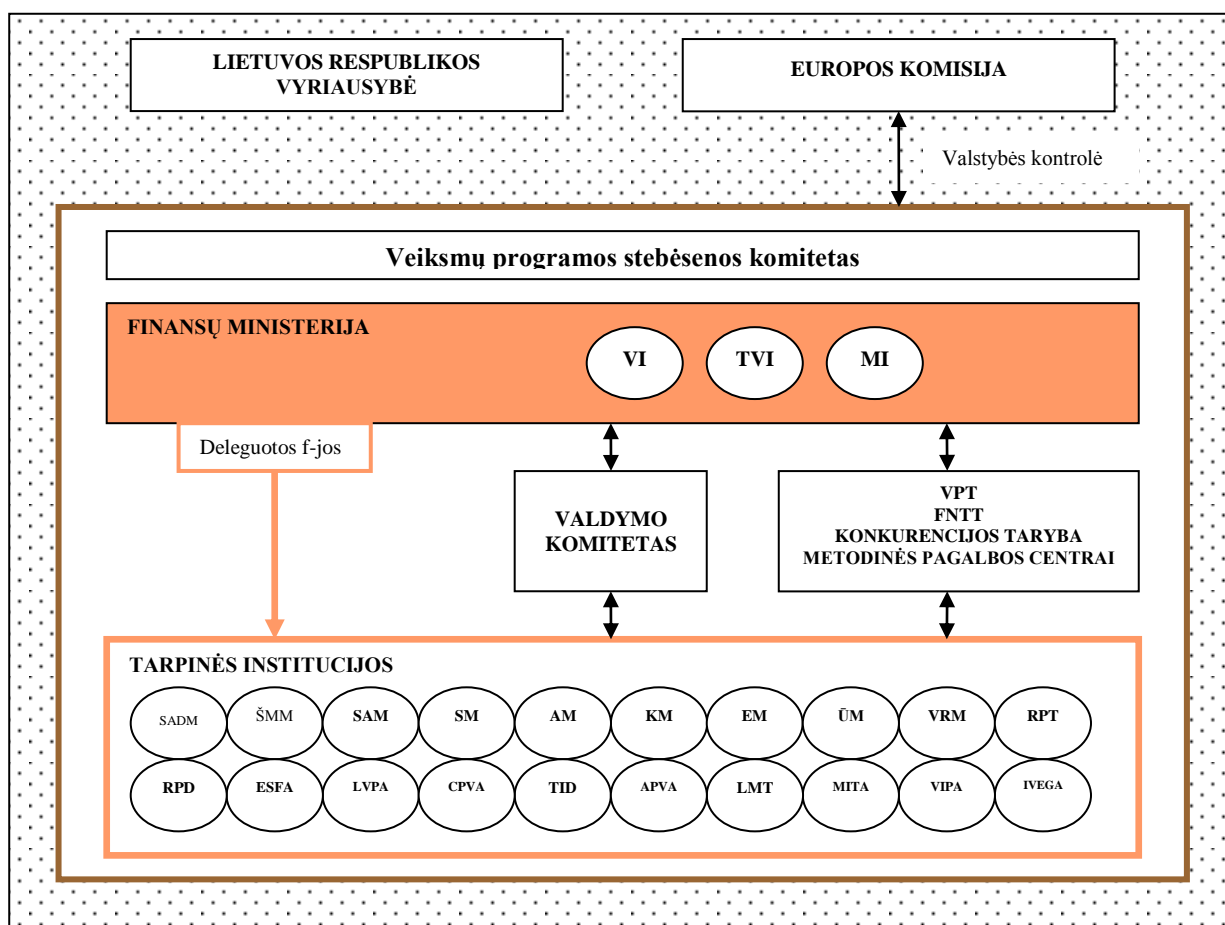 LIETUVOS RESPUBLIKOS
VYRIAUSYBĖ
EUROPOS KOMISIJA
Valstybės kontrolė
Veiksmų programos stebėsenos komitetas
FINANSŲ MINISTERIJA
VI
TVI
MI
Deleguotos f-jos
VALDYMO
KOMITETAS
VPT
FNTT
KONKURENCIJOS TARYBA
METODINĖS PAGALBOS CENTRAI
TARPINĖS INSTITUCIJOS
SADM
ŠMM
SAM
SM
AM
KM
EM
ŪM
VRM
RPT
RPD
ESFA
LVPA
CPVA
TID
APVA
LMT
MITA
VIPA
IVEGA